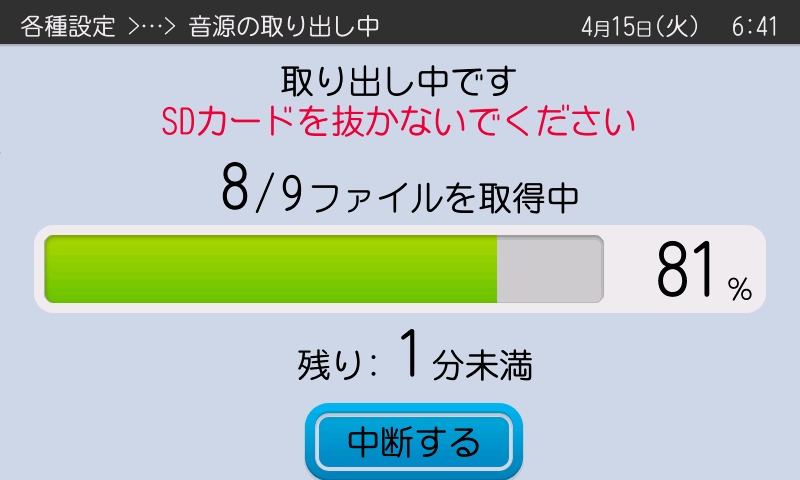 各種設定 >…> 音源の取り出し中 4月15日(火) 6:41
取り出し中です
SDカードを抜かないでください
8/9ファイルを取得中
81%
残り: 1分未満
中断する